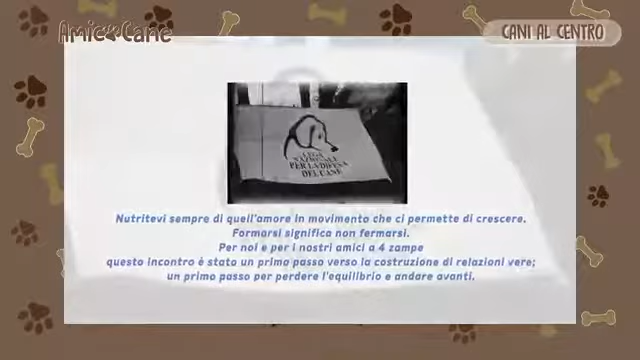 Amico Cane
CANI AL CENTRO
LEGA
NAZIONALE
PER LA DIFESA
DEL CANE
Nutritevi sempre di quell'amore in movimento che ci permette di crescere.
Formarsi significa non fermarsi.
Per noi e per i nostri amici a 4 zampe
questo incontro è stato un primo passo verso la costruzione di relazioni vere;
un primo passo per perdere l'equilibrio e andare avanti.